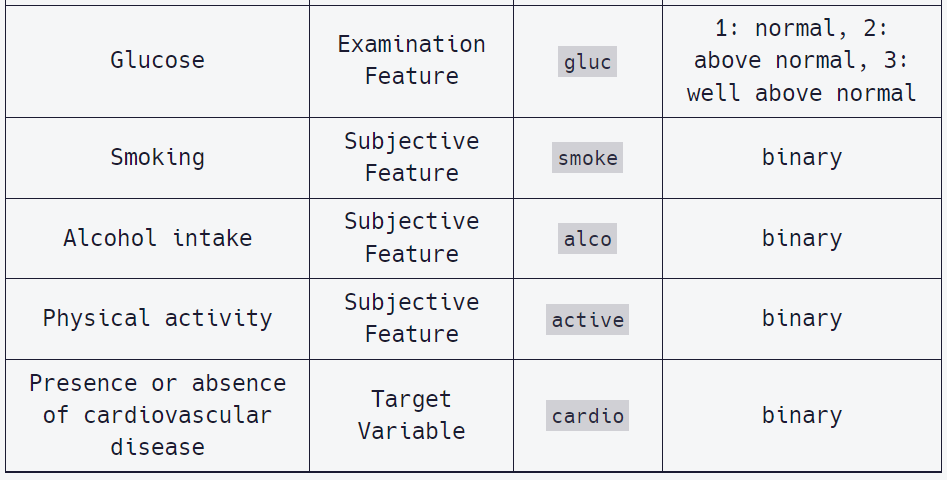 Glucose
Examination
Feature
gluc
1: normal, 2:
above normal, 3:
well above normal
Smoking
Subjective
Feature
smoke
binary
Alcohol intake
Subjective
Feature
alco
binary
Physical activity
Subjective
Feature
active
binary
Presence or absence
of cardiovascular
disease
Target
Variable
cardio
binary